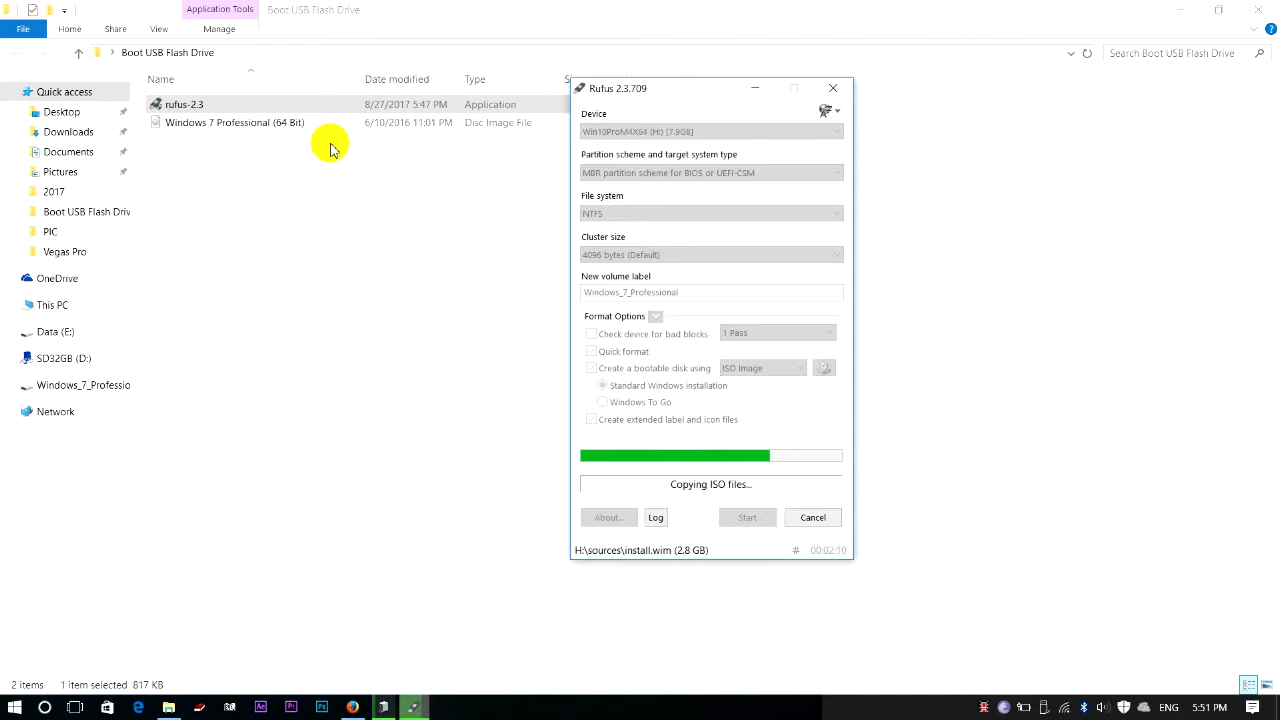 Application Tools
Boot USB Flash Drive
File
Home
Share
View
Manage
Boot USB Flash Drive
Search Boot USB Flash Drive
Name
Date modified
Type
S
Quick access
Desktop
Downloads
Documents
Pictures
2017
Boot USB Flash Driv
PIC
Vegas Pro
OneDrive
This PC
Data (E:)
SD32GB (D:)
Windows_7_Professio
Network
rufus-2.3
8/27/2017 5:47 PM
Application
Windows 7 Professional (64 Bit)
6/10/2016 11:01 PM
Disc Image File
Rufus 2.3.709
Device
Win10ProM4X64 (H:) [7.9GB]
Partition scheme and target system type
MBR partition scheme for BIOS or UEFI-CSM
File system
NTFS
Cluster size
4096 bytes (Default)
New volume label
Windows_7_Professional
Format Options
Check device for bad blocks
1 Pass
Quick format
Create a bootable disk using
ISO Image
Standard Windows installation
Windows To Go
Create extended label and icon files
Copying ISO files...
About...
Log
Start
Cancel
H:\sources\install.wim (2.8 GB)
#
00:02:10
2 items
1 item selected 817 KB
Ae
Pr
Ps
ENG
5:51 PM